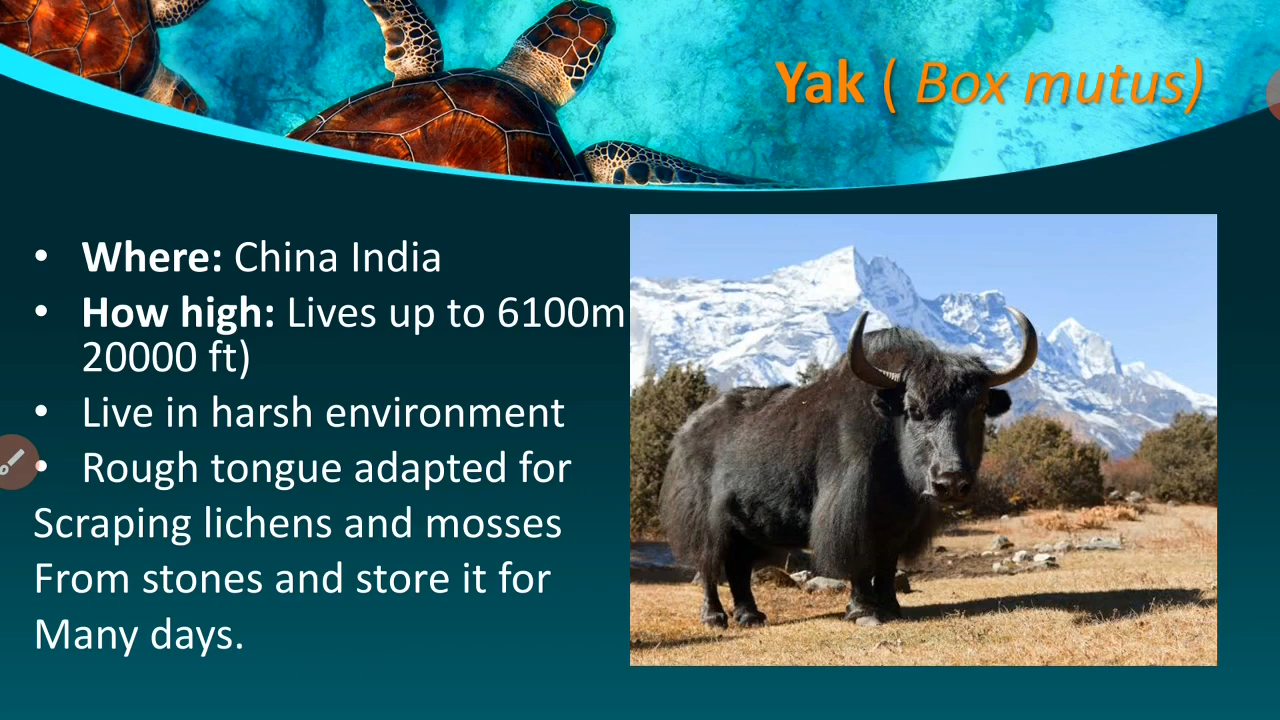 Yak ( Box mutus)
• Where: China India
• How high: Lives up to 6100m
20000 ft)
• Live in harsh environment
• Rough tongue adapted for
Scraping lichens and mosses
From stones and store it for
Many days.